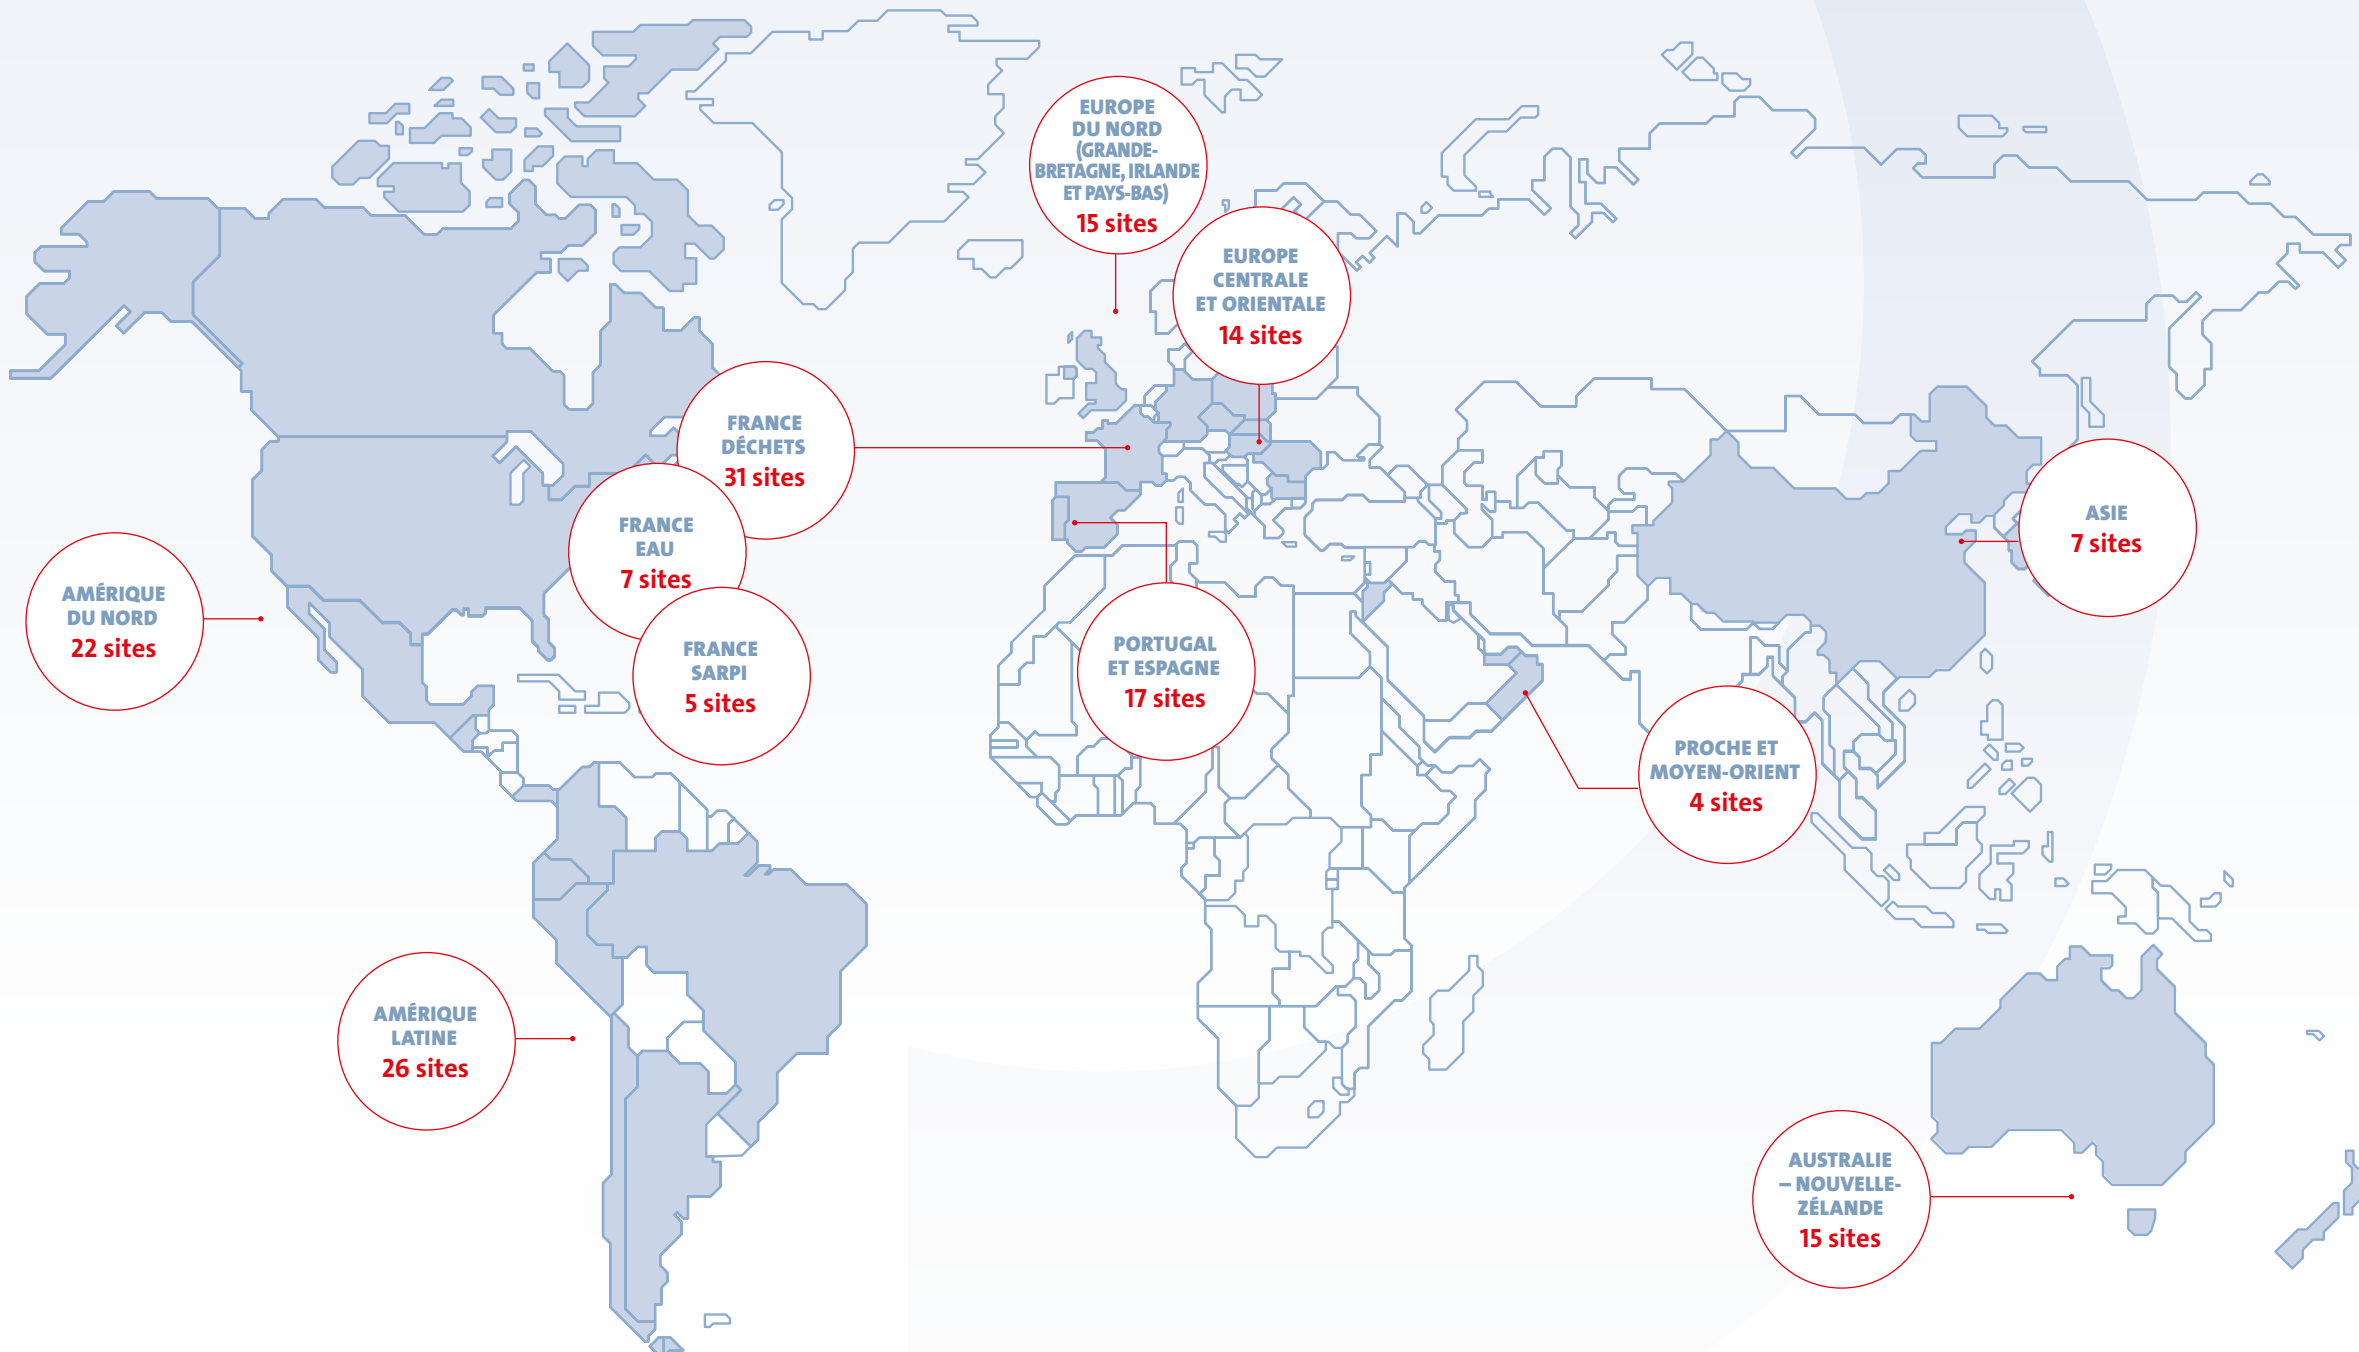 EUROPE
DU NORD
(GRANDE-
BRETAGNE, IRLANDE
ET PAYS-BAS)
15 sites
EUROPE
CENTRALE
ET ORIENTALE
14 sites
FRANCE
DÉCHETS
31 sites
FRANCE
EAU
7 sites
FRANCE
SARPI
5 sites
AMÉRIQUE
DU NORD
22 sites
PORTUGAL
ET ESPAGNE
17 sites
ASIE
7 sites
PROCHE ET
MOYEN-ORIENT
4 sites
AMÉRIQUE
LATINE
26 sites
AUSTRALIE
– NOUVELLE-
ZÉLANDE
15 sites